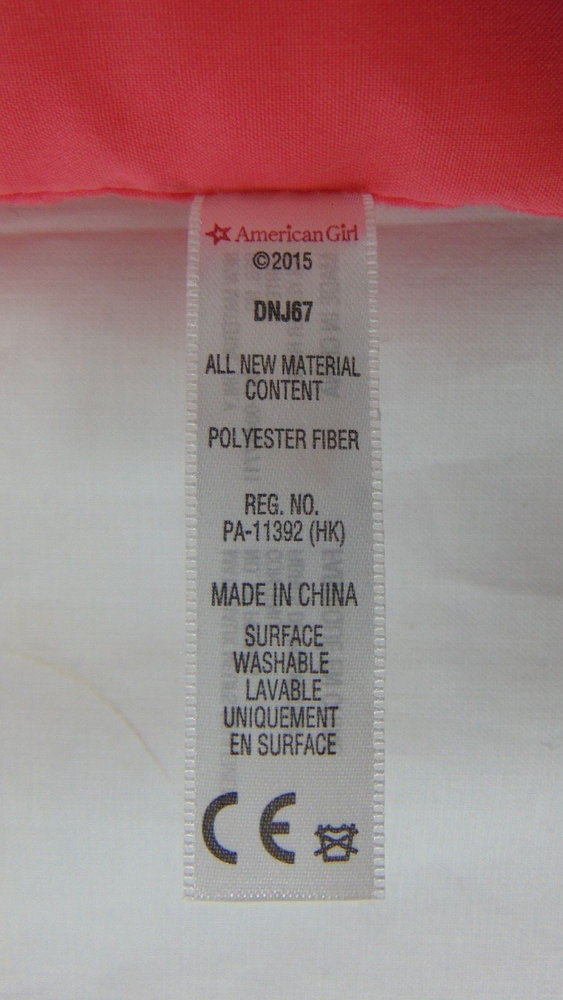 American Girl
©2015
DNJ67
ALL NEW MATERIAL
CONTENT
POLYESTER FIBER
REG. NO.
PA-11392 (HK)
MADE IN CHINA
SURFACE
WASHABLE
LAVABLE
UNIQUEMENT
EN SURFACE
CE